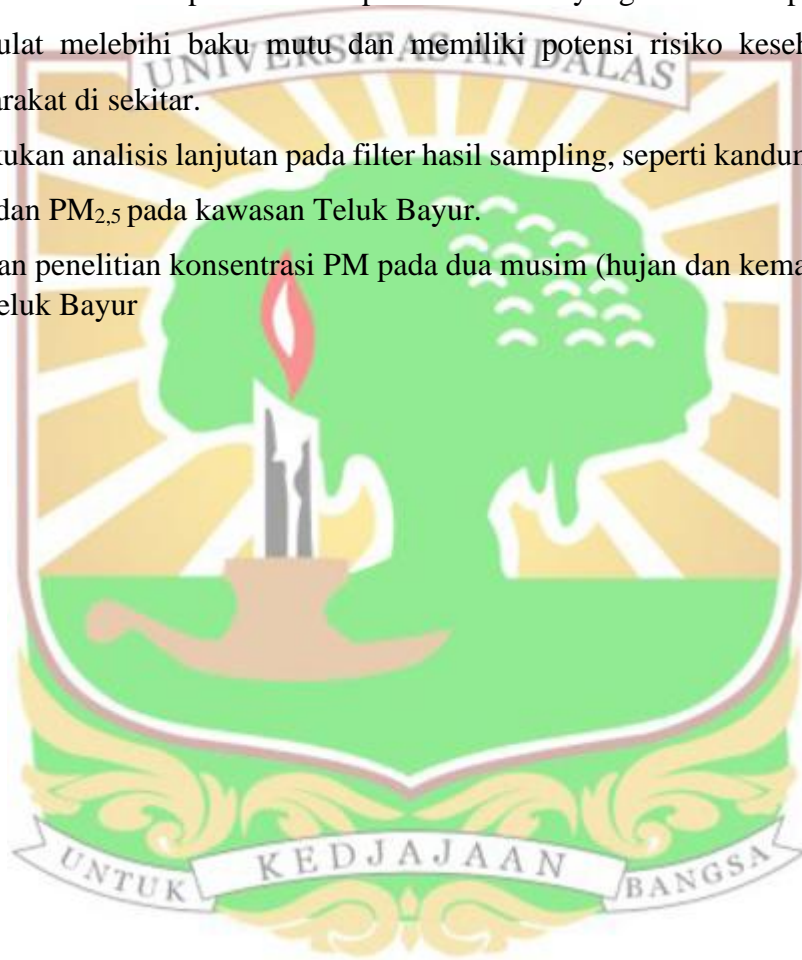 yang
ulat melebihi baku mutu dan memiliki potensi risiko keseh
UNIVERSITAS ANDALAS
arakat di sekitar.
kukan analisis lanjutan pada filter hasil sampling, seperti kandun
dan PM2,5 pada kawasan Teluk Bayur.
an penelitian konsentrasi PM pada dua musim (hujan dan kema
eluk Bayur
UNTUK KEDJAJAAN BANGSA